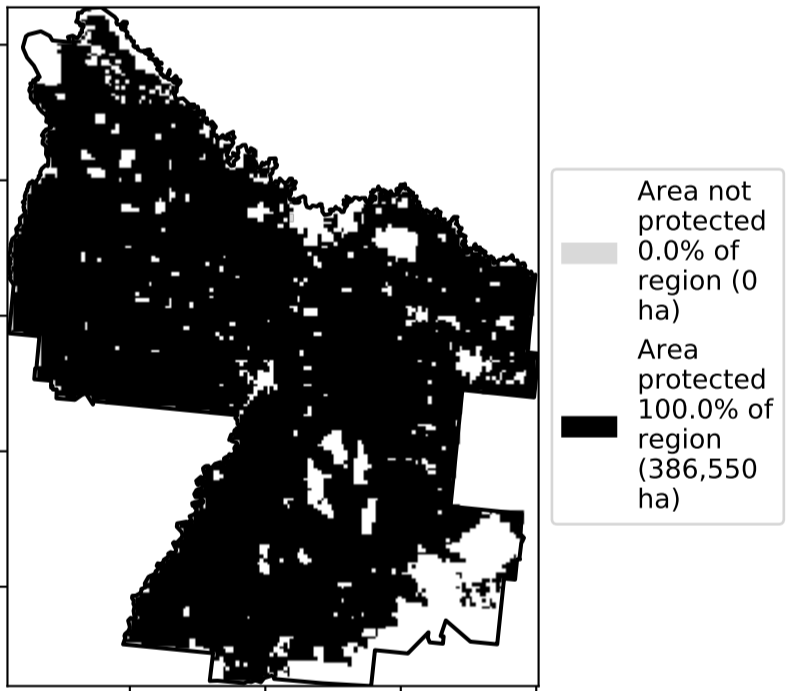 Area not
protected
0.0% of
region (0
ha)
Area
protected
100.0% of
region
(386,550
ha)